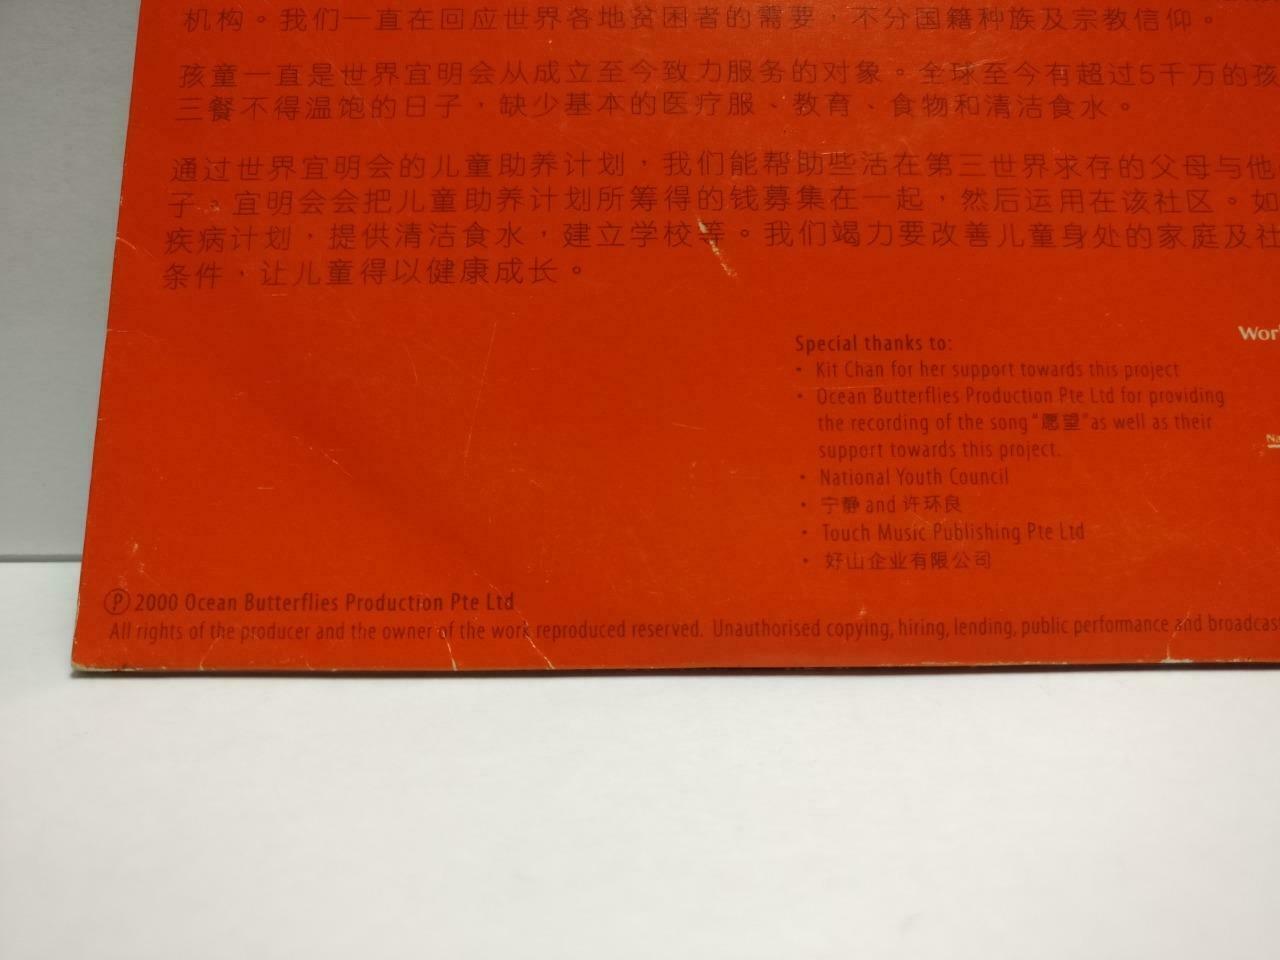 机构。我们一直在回应世界各地贫困者的需要，不分国籍种族及宗教信仰。
孩童一直是世界宜明会从成立至今致力服务的对象。全球至今有超过5千万的孩
三餐不得温饱的日子，缺少基本的医疗服、教育、食物和清洁食水。
通过世界宜明会的儿童助养计划，我们能帮助些活在第三世界求存的父母与他
子。宜明会会把儿童助养计划所筹得的钱募集在一起，然后运用在该社区。如
疾病计划，提供清洁食水，建立学校等。我们竭力要改善儿童身处的家庭及社
条件，让儿童得以健康成长。
Special thanks to:
• Kit Chan for her support towards this project
• Ocean Butterflies Production Pte Ltd for providing
the recording of the song “愿望” as well as their
support towards this project.
• National Youth Council
• 宁静 and 许环良
• Touch Music Publishing Pte Ltd
• 好山企业有限公司
Ⓟ 2000 Ocean Butterflies Production Pte Ltd
All rights of the producer and the owner of the work reproduced reserved. Unauthorised copying, hiring, lending, public performance and broadcas